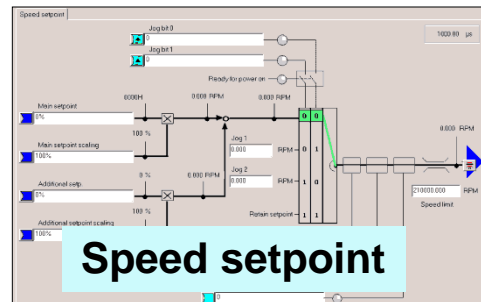 Speed setpoint
Jog bit 0
0
1000.00 µs
Jog bit 1
0
Ready for power on
Main setpoint
0000H
0.000 RPM
0.000 RPM
0%
0 0
100 %
Main setpoint scaling
100%
Jog 1
0.000 RPM
0 1
0.000 RPM
Additional setp
0 %
0.000 RPM
Jog 2
0.000 RPM
1 0
0%
210000.000 RPM
Speed limit
100 %
Additional setpoint scaling
100%
Retain setpoint
1 1
Speed setpoint
0